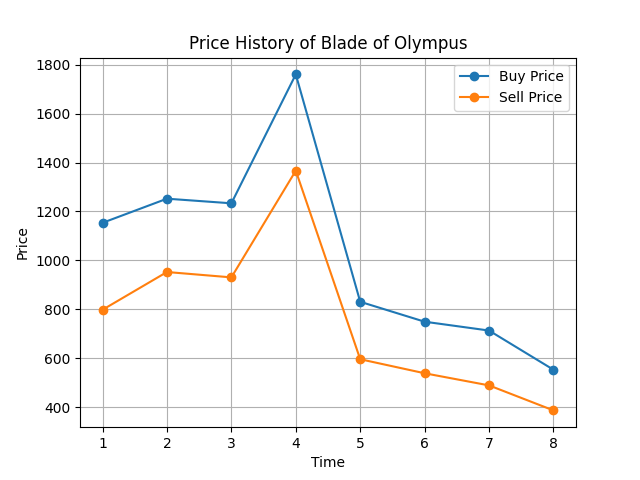 Price History of Blade of Olympus
Buy Price
Sell Price
1800
1600
1400
1200
1000
800
600
400
Price
1 2 3 4 5 6 7 8
Time